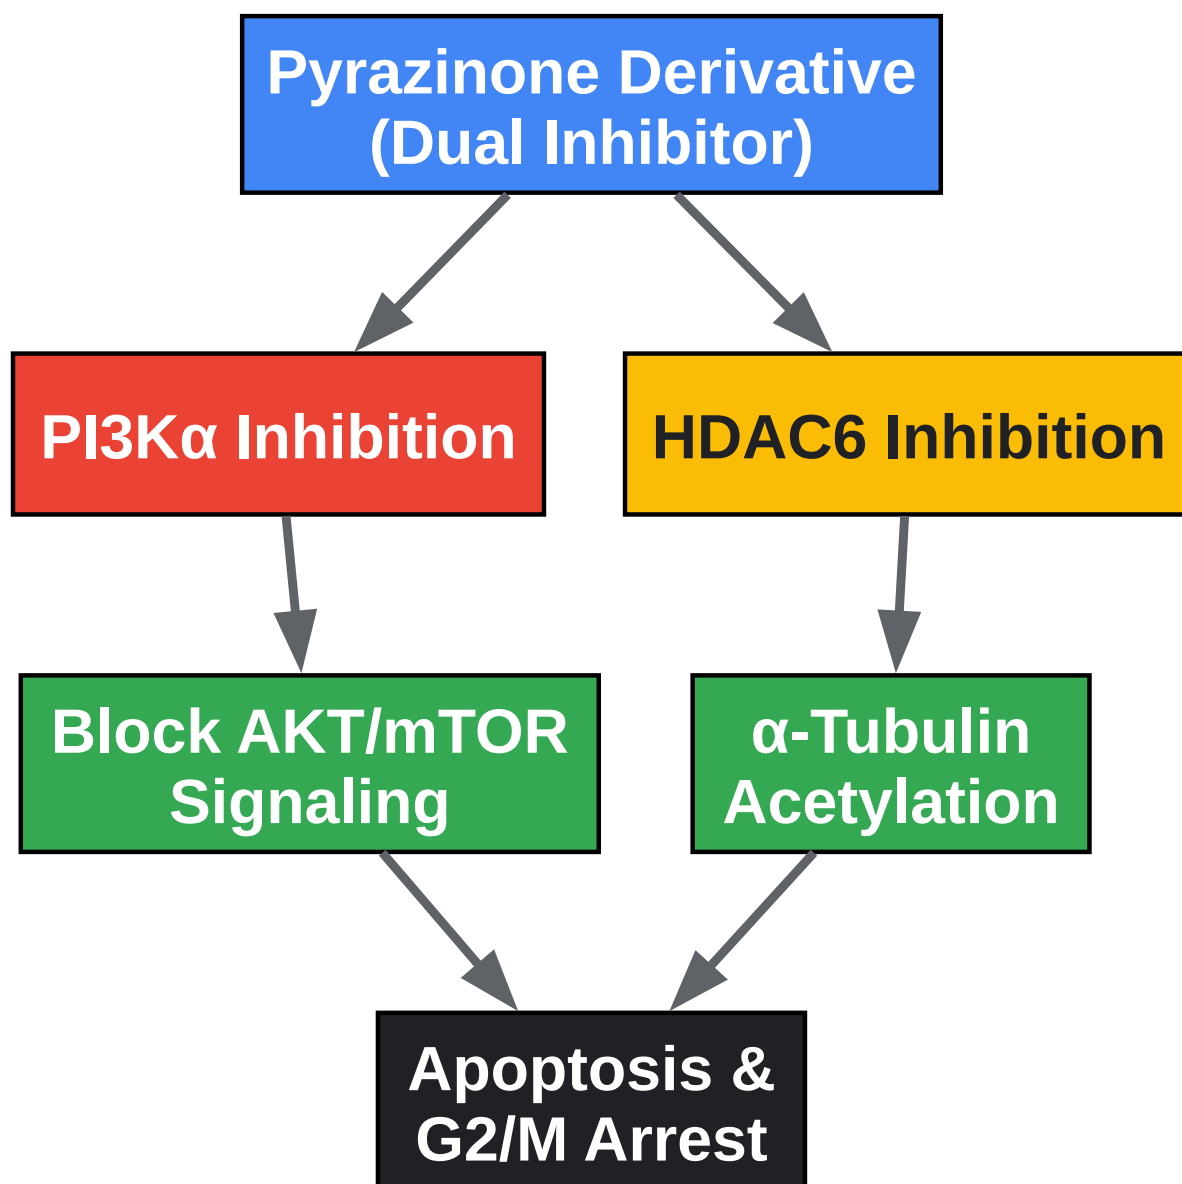 Pyrazinone Derivative
(Dual Inhibitor)
PI3Kα Inhibition
HDAC6 Inhibition
Block AKT/mTOR
Signaling
α-Tubulin
Acetylation
Apoptosis &
G2/M Arrest